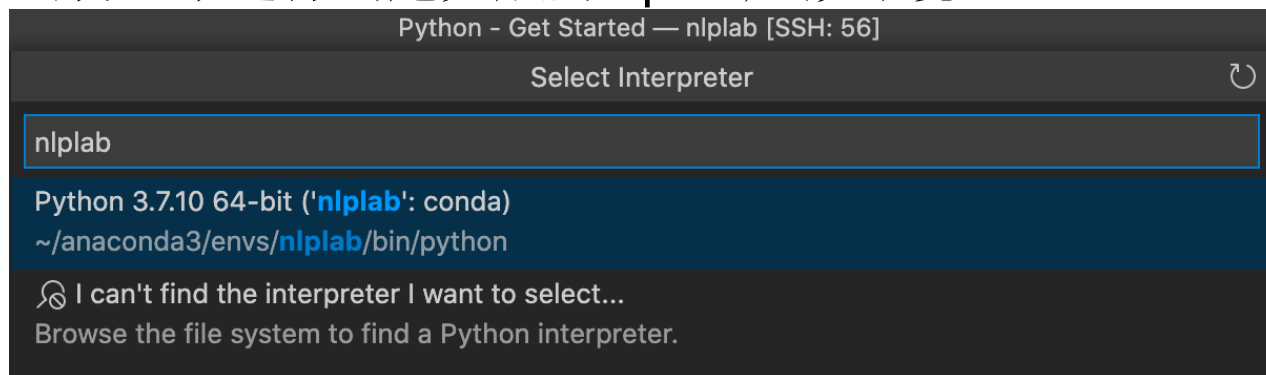 Python - Get Started — nlplab [SSH: 56]
Select Interpreter
nlplab
Python 3.7.10 64-bit ('nlplab': conda)
~/anaconda3/envs/nlplab/bin/python
I can't find the interpreter I want to select...
Browse the file system to find a Python interpreter.